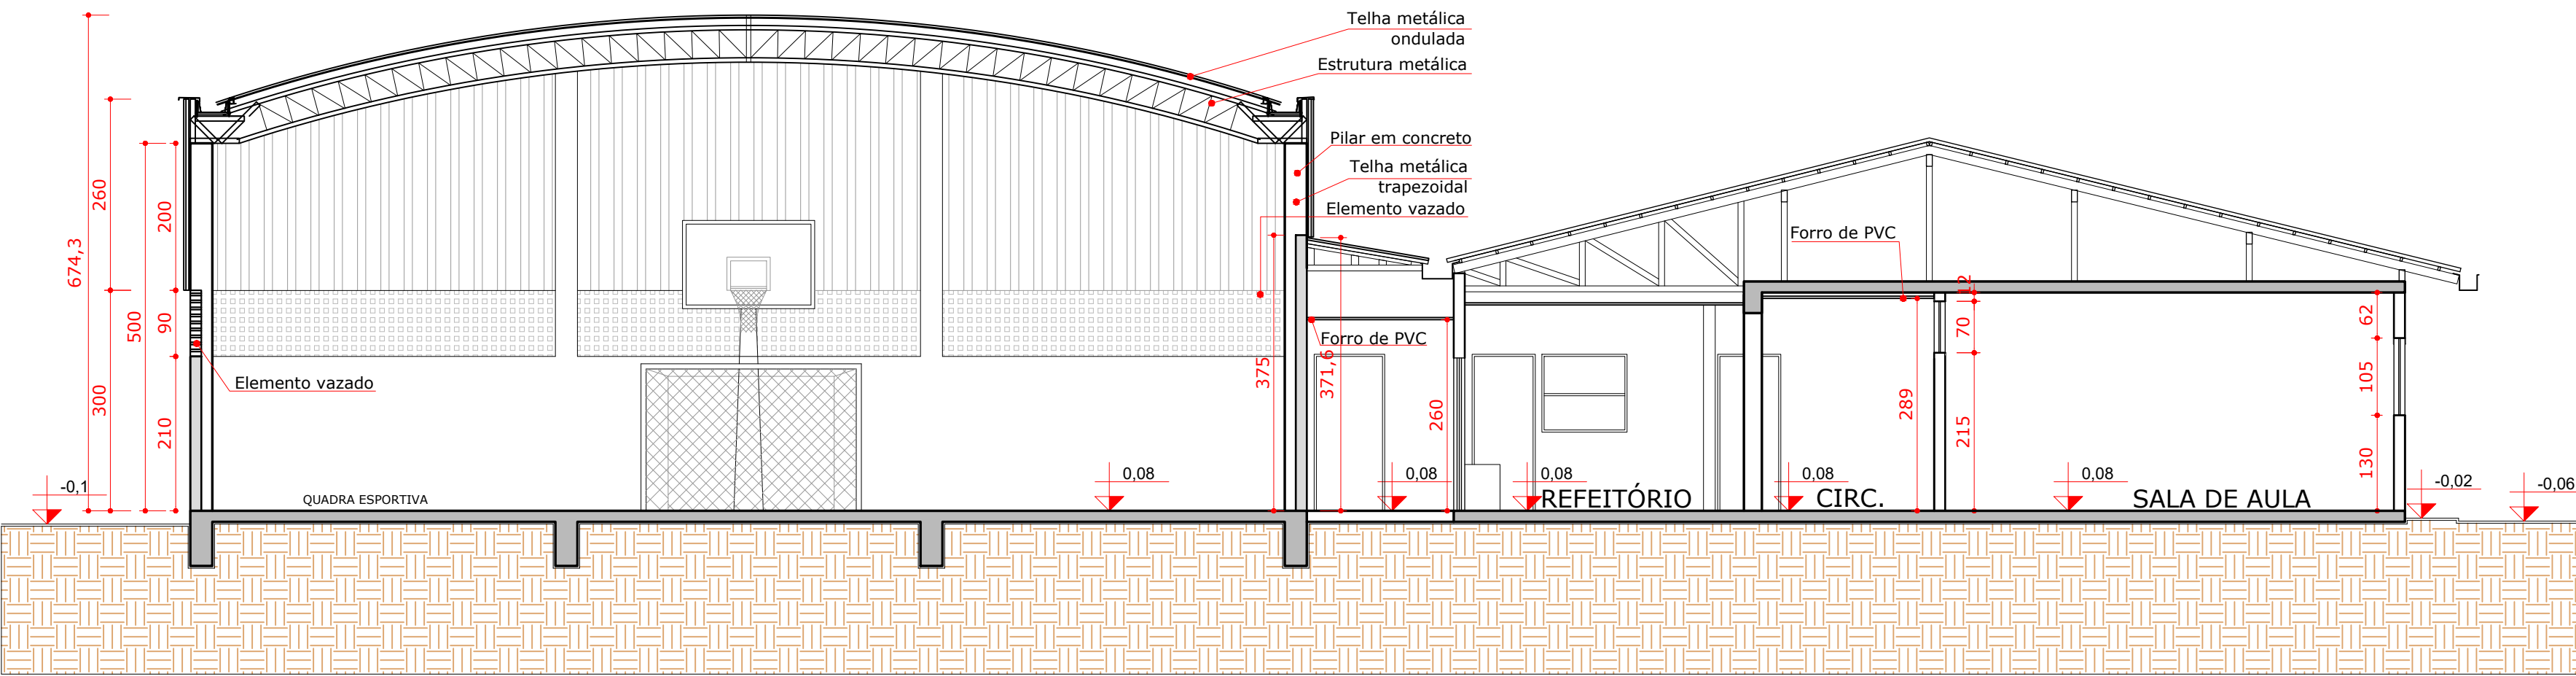 Telha metálica
ondulada
Estrutura metálica
Pilar em concreto
Telha metálica
trapezoidal
Elemento vazado
Forro de PVC
Forro de PVC
Elemento vazado
674,3
260
300
500
200
90
210
375
371,6
260
289
12
70
215
62
105
130
-0,1
QUADRA ESPORTIVA
0,08
0,08
0,08
REFEITÓRIO
0,08
CIRC.
0,08
SALA DE AULA
-0,02
-0,06